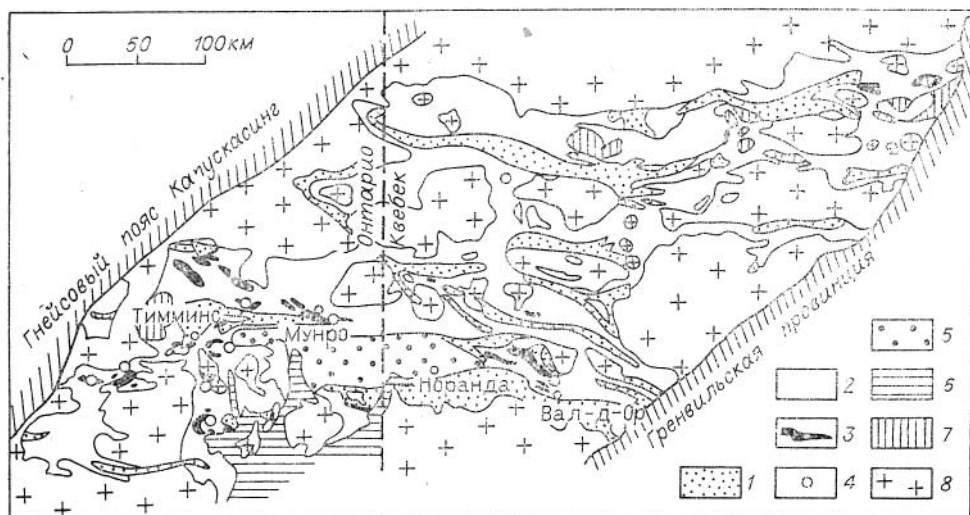 0 50 100км
Гнейсовый пояс Капускасинг
Онтарио
Квебек
Тимминс
Мунро
Норанда
Вал-д-Ор
Гренвильская провинция
5
2 6
3 7
1 4 8